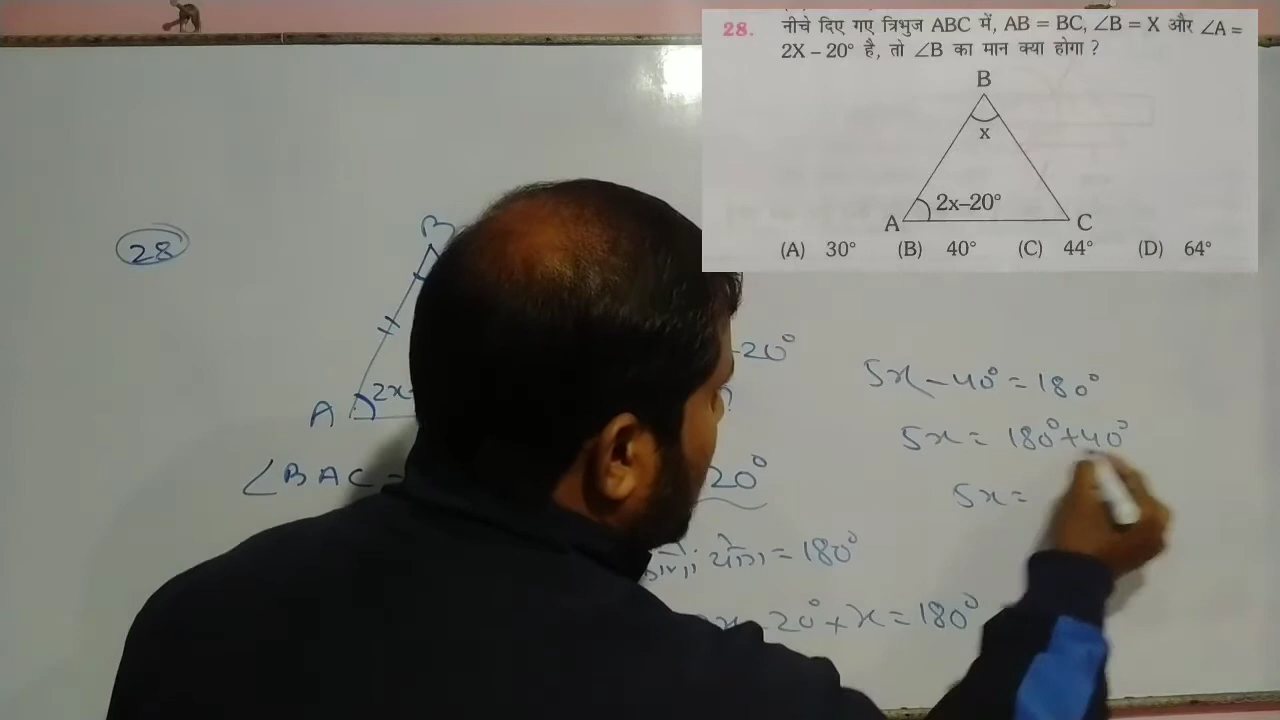 28. नीचे दिए गए त्रिभुज ABC में, AB = BC, ∠B = X और ∠A =
2X – 20° है, तो ∠B का मान क्या होगा ?
B
x
2x–20°
A
C
(A) 30° (B) 40° (C) 44° (D) 64°
28
B
A
2x
-20°
?
∠BAC =
20°
योग = 180°
20° + x = 180°
5x - 40° = 180°
5x = 180° + 40°
5x =